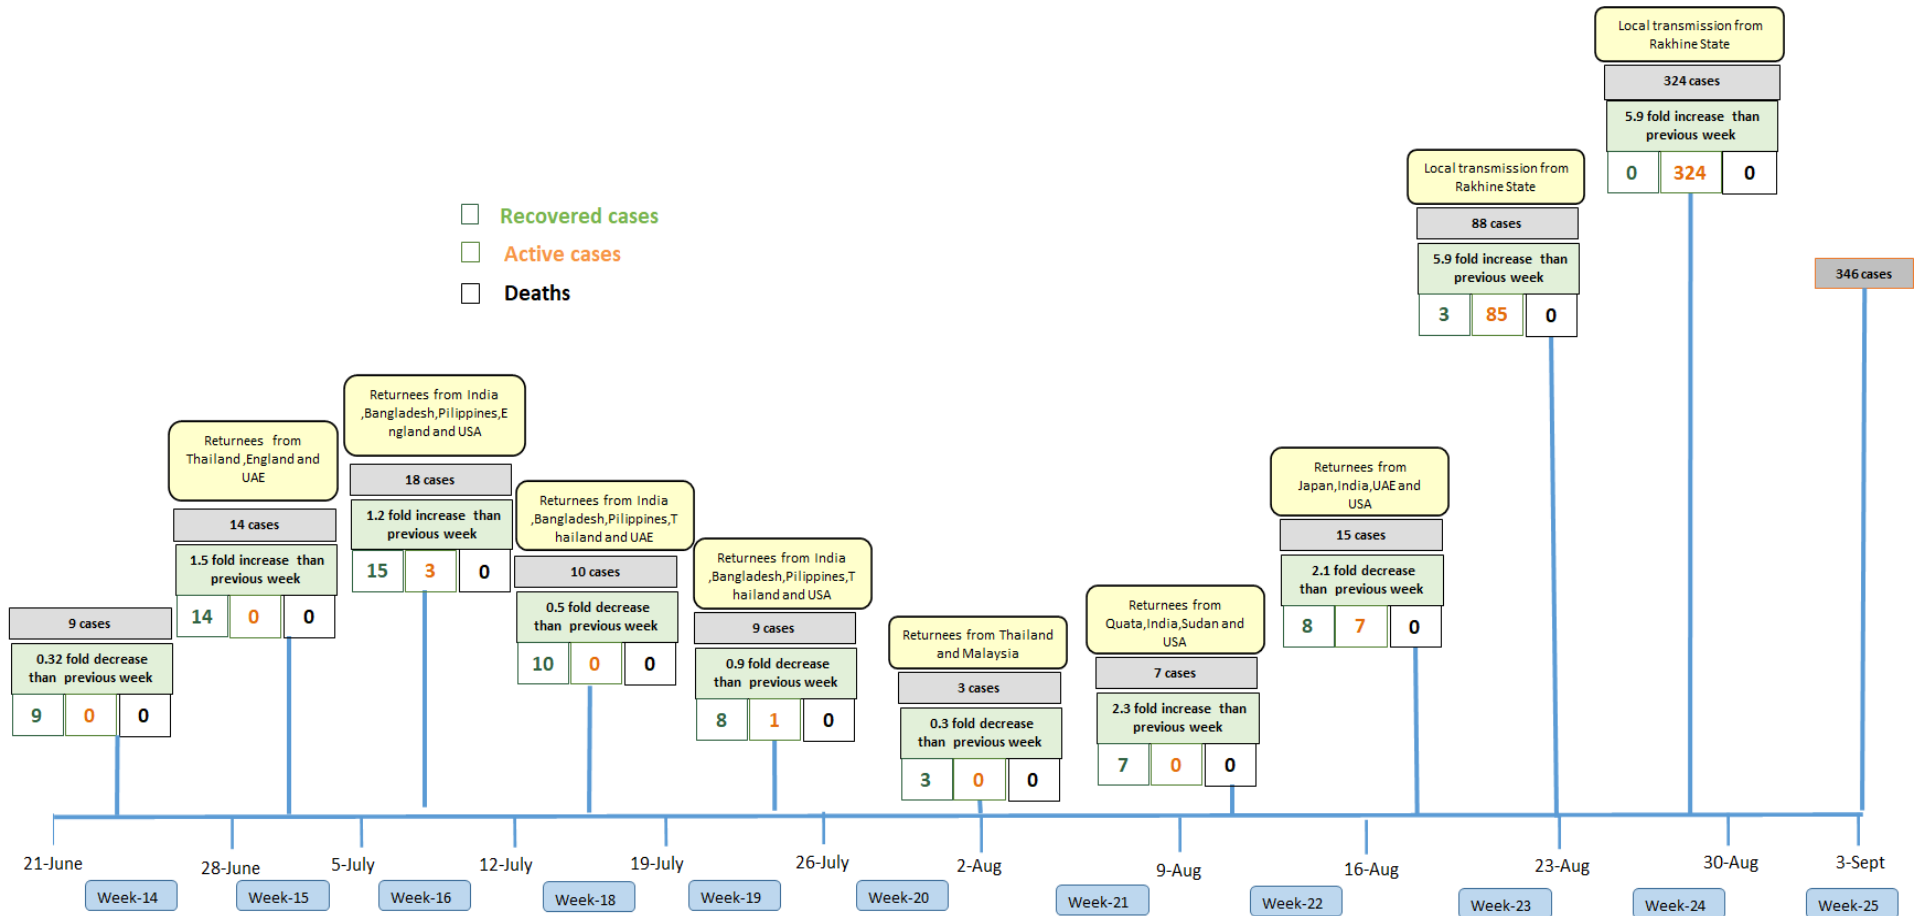 Recovered cases
Active cases
Deaths
9 cases
0.32 fold decrease
than previous week
9 0 0
Returnees from
Thailand ,England and
UAE
14 cases
1.5 fold increase than
previous week
14 0 0
Returnees from India
,Bangladesh,Pilippines,E
ngland and USA
18 cases
1.2 fold increase than
previous week
15 3 0
Returnees from India
,Bangladesh,Pilippines,T
hailand and UAE
10 cases
0.5 fold decrease
than previous week
10 0 0
Returnees from India
,Bangladesh,Pilippines,T
hailand and USA
9 cases
0.9 fold decrease
than previous week
8 1 0
Returnees from Thailand
and Malaysia
3 cases
0.3 fold decrease
than previous week
3 0 0
Returnees from
Quata,India,Sudan and
USA
7 cases
2.3 fold increase than
previous week
7 0 0
Returnees from
Japan,India,UAE and
USA
15 cases
2.1 fold decrease
than previous week
8 7 0
Local transmission from
Rakhine State
88 cases
5.9 fold increase than
previous week
3 85 0
Local transmission from
Rakhine State
324 cases
5.9 fold increase than
previous week
0 324 0
346 cases
21-June 28-June 5-July 12-July 19-July 26-July 2-Aug 9-Aug 16-Aug 23-Aug 30-Aug 3-Sept
Week-14 Week-15 Week-16 Week-18 Week-19 Week-20 Week-21 Week-22 Week-23 Week-24 Week-25